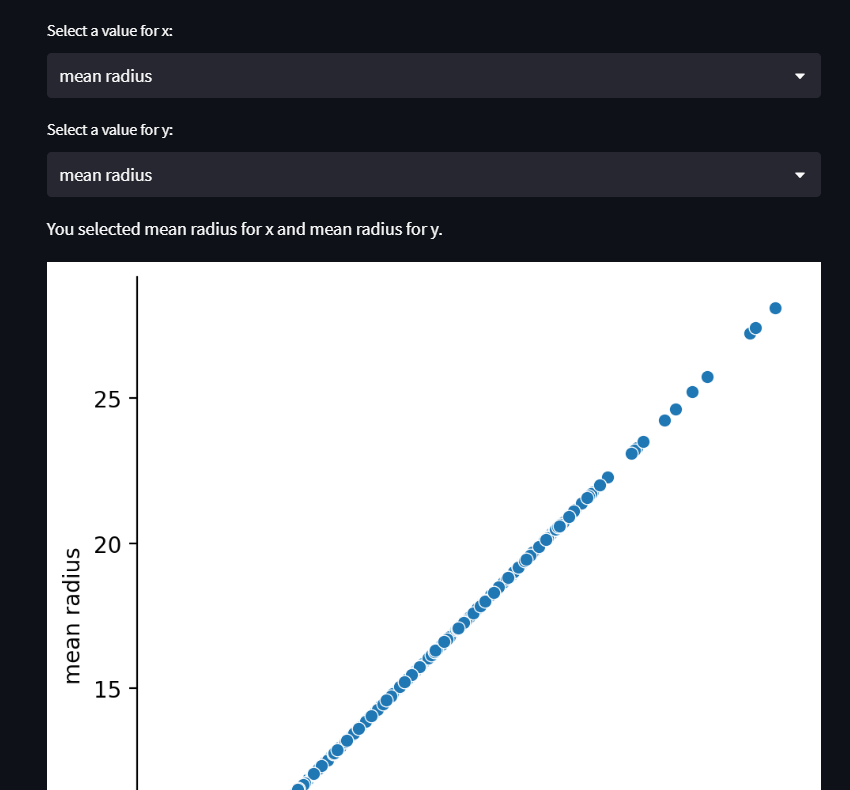 Select a value for x:
mean radius
Select a value for y:
mean radius
You selected mean radius for x and mean radius for y.
25
20
15
mean radius